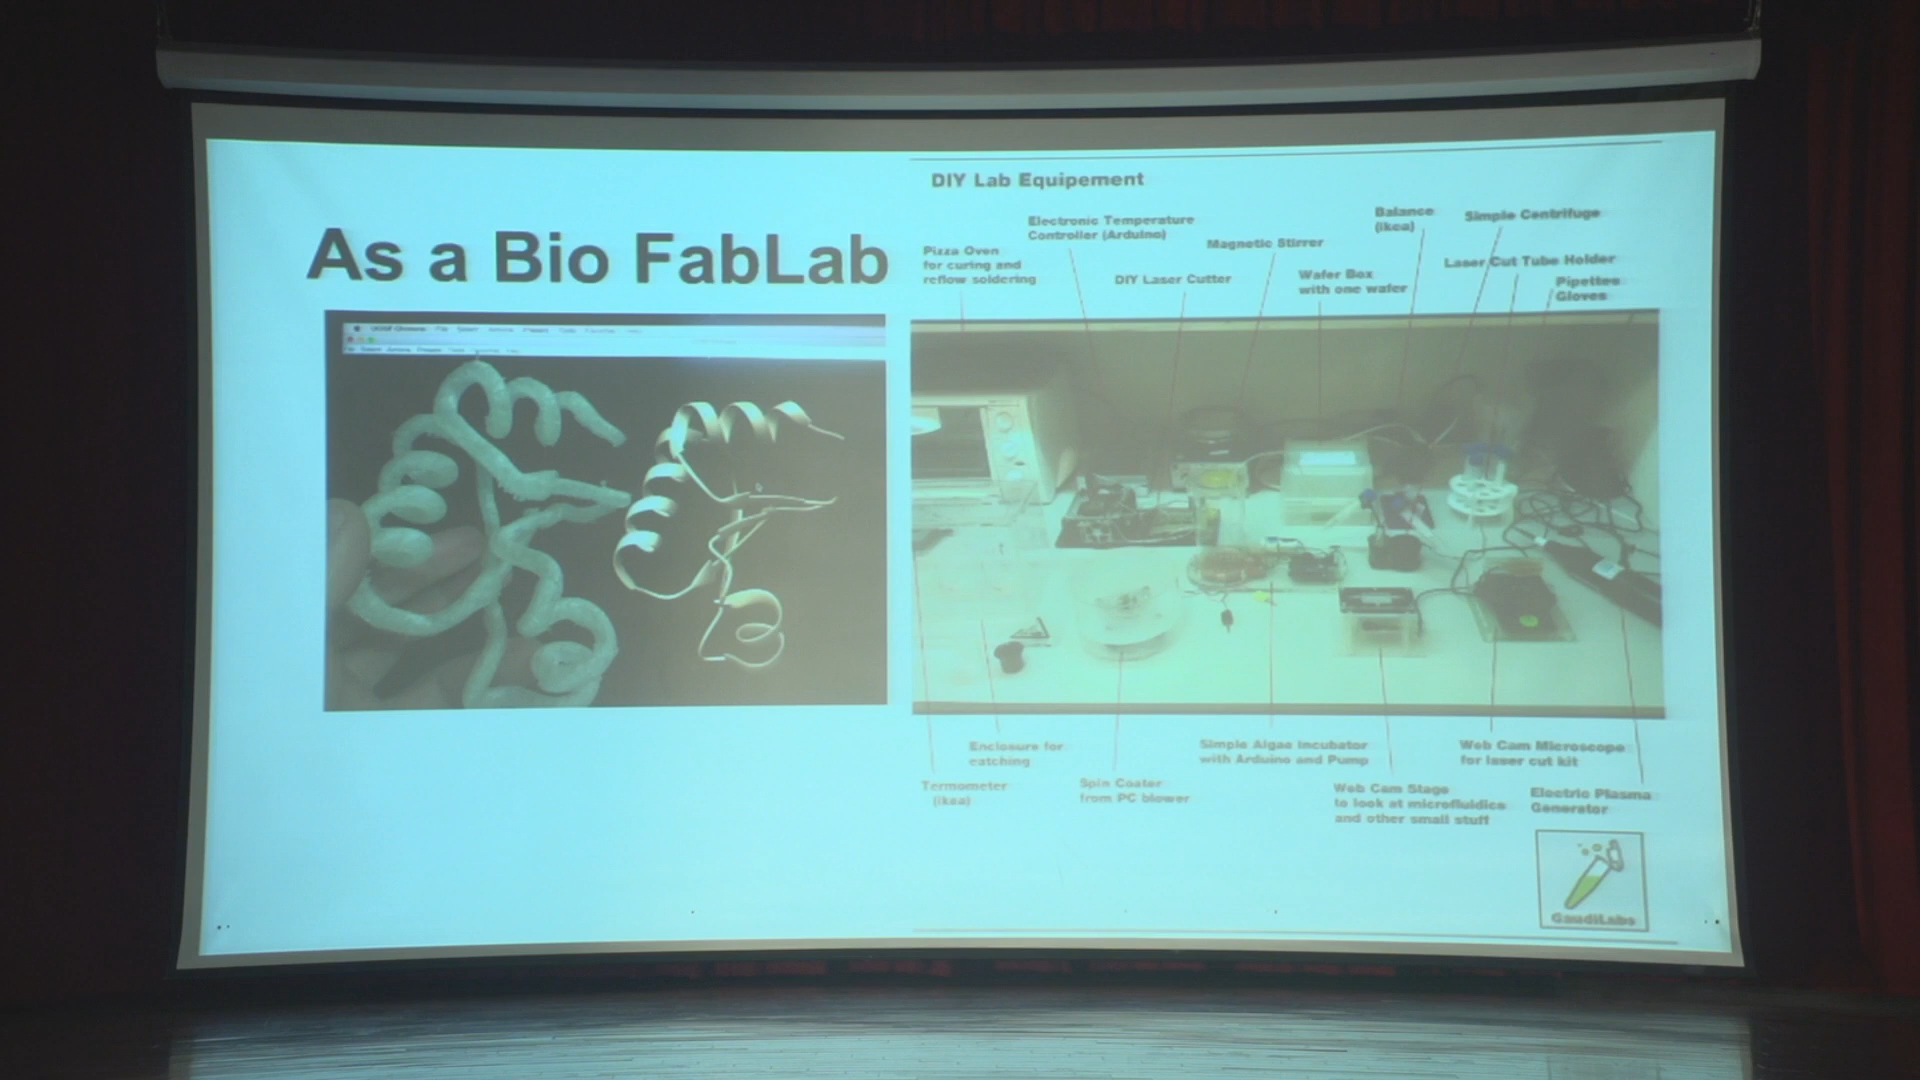 As a Bio FabLab
DIY Lab Equipement
Electronic Temperature
Controller (Arduino)
Pizza Oven
for curing and
reflow soldering
DIY Laser Cutter
Magnetic Stirrer
Wafer Box
with one wafer
Balance
(ikea)
Simple Centrifuge
Laser Cut Tube Holder
Pipettes
Gloves
Enclosure for
eatching
Termometer
(ikea)
Spin Coater
from PC blower
Simple Algae Incubator
with Arduino and Pump
Web Cam Stage
to look at microfluidics
and other small stuff
Web Cam Microscope
for laser cut kit
Electric Plasma
Generator
GaudiLabs